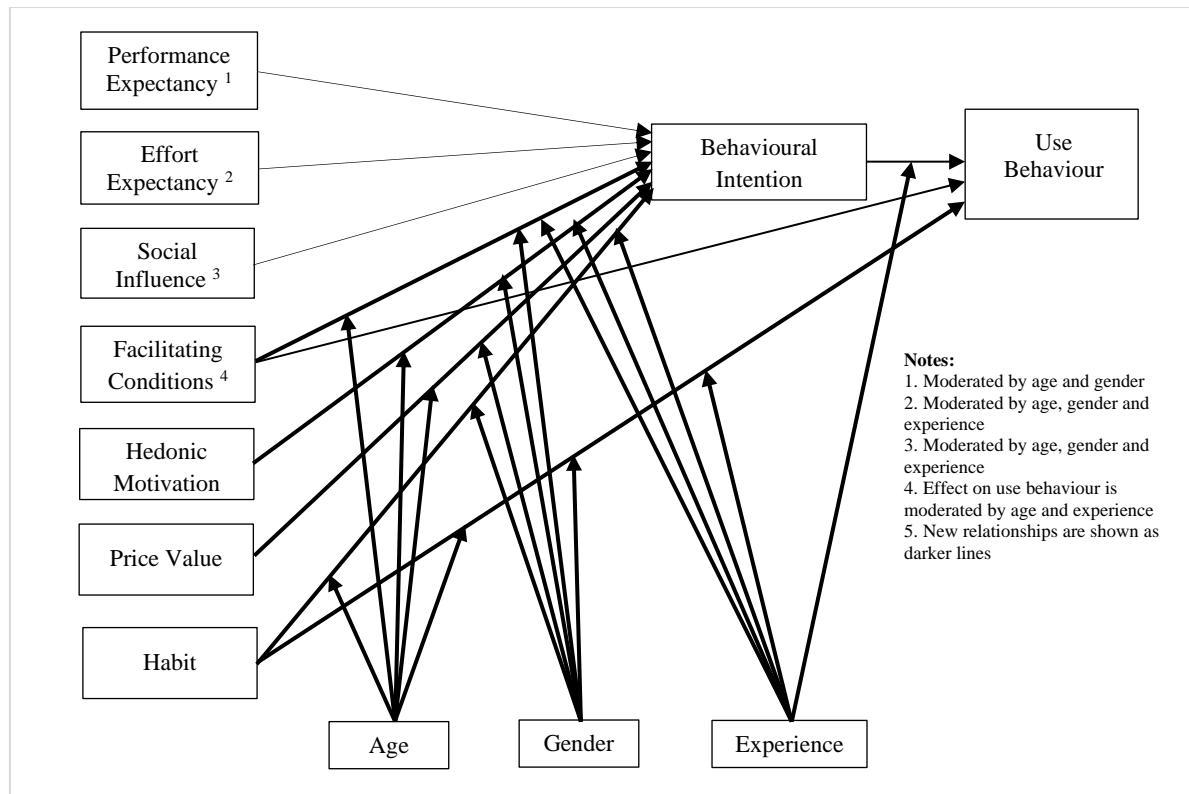 Performance
Expectancy 1
Effort
Expectancy 2
Social
Influence 3
Facilitating
Conditions 4
Hedonic
Motivation
Price Value
Habit
Behavioural
Intention
Use
Behaviour
Notes:
1. Moderated by age and gender
2. Moderated by age, gender and
experience
3. Moderated by age, gender and
experience
4. Effect on use behaviour is
moderated by age and experience
5. New relationships are shown as
darker lines
Age
Gender
Experience